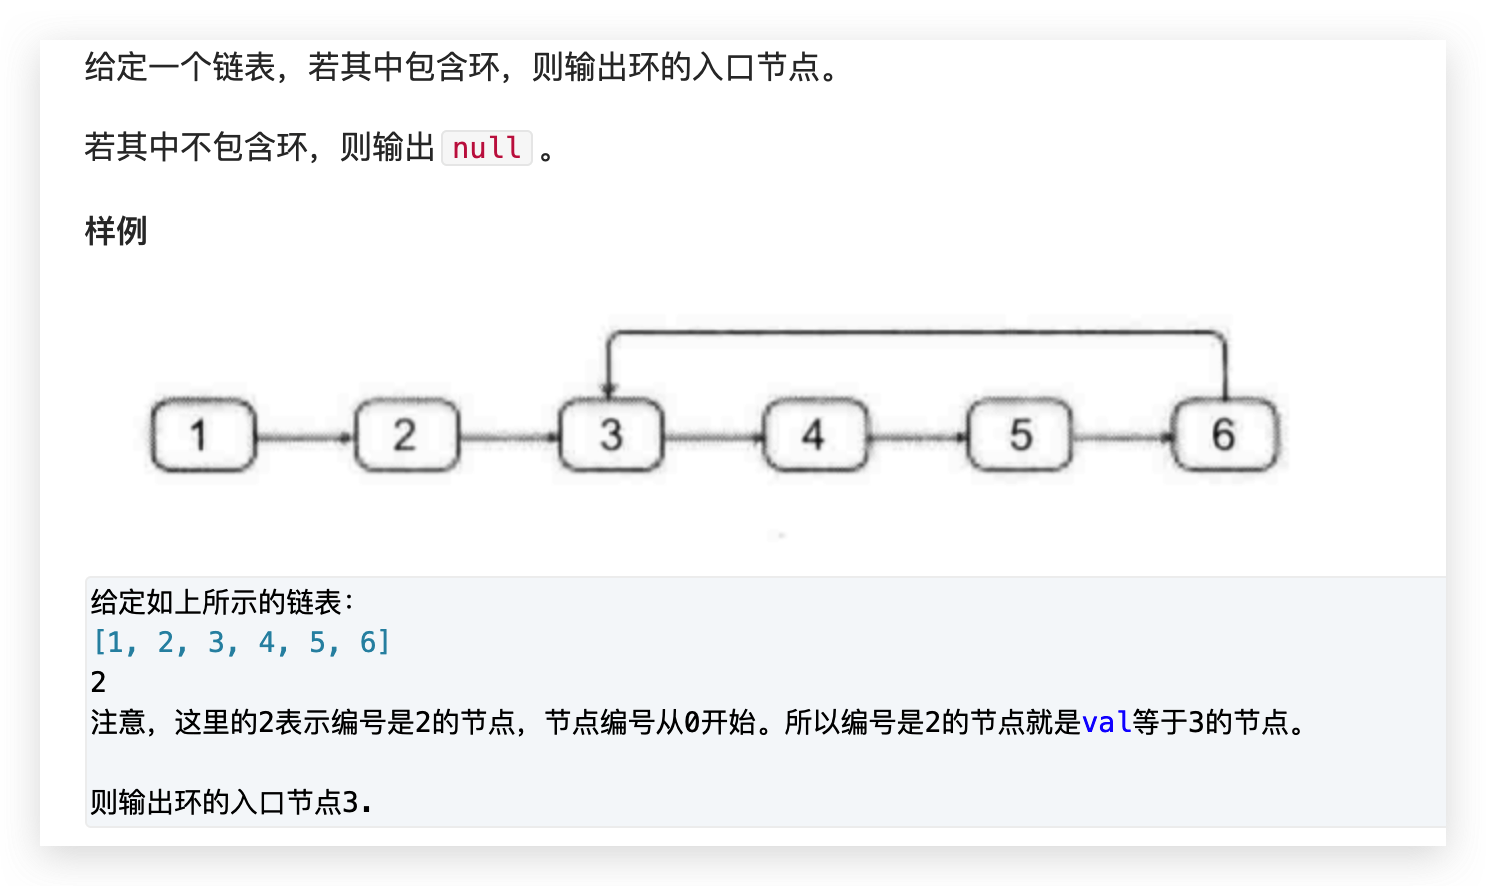 给定一个链表，若其中包含环，则输出环的入口节点。
若其中不包含环，则输出 null 。
样例
1 2 3 4 5 6
给定如上所示的链表：
[1, 2, 3, 4, 5, 6]
2
注意，这里的2表示编号是2的节点，节点编号从0开始。所以编号是2的节点就是val等于3的节点。
则输出环的入口节点3.